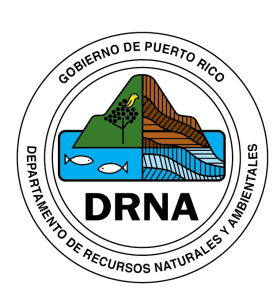 GOBIERNO DE PUERTO RICO
DRNA
DEPARTAMENTO DE RECURSOS NATURALES Y AMBIENTALES